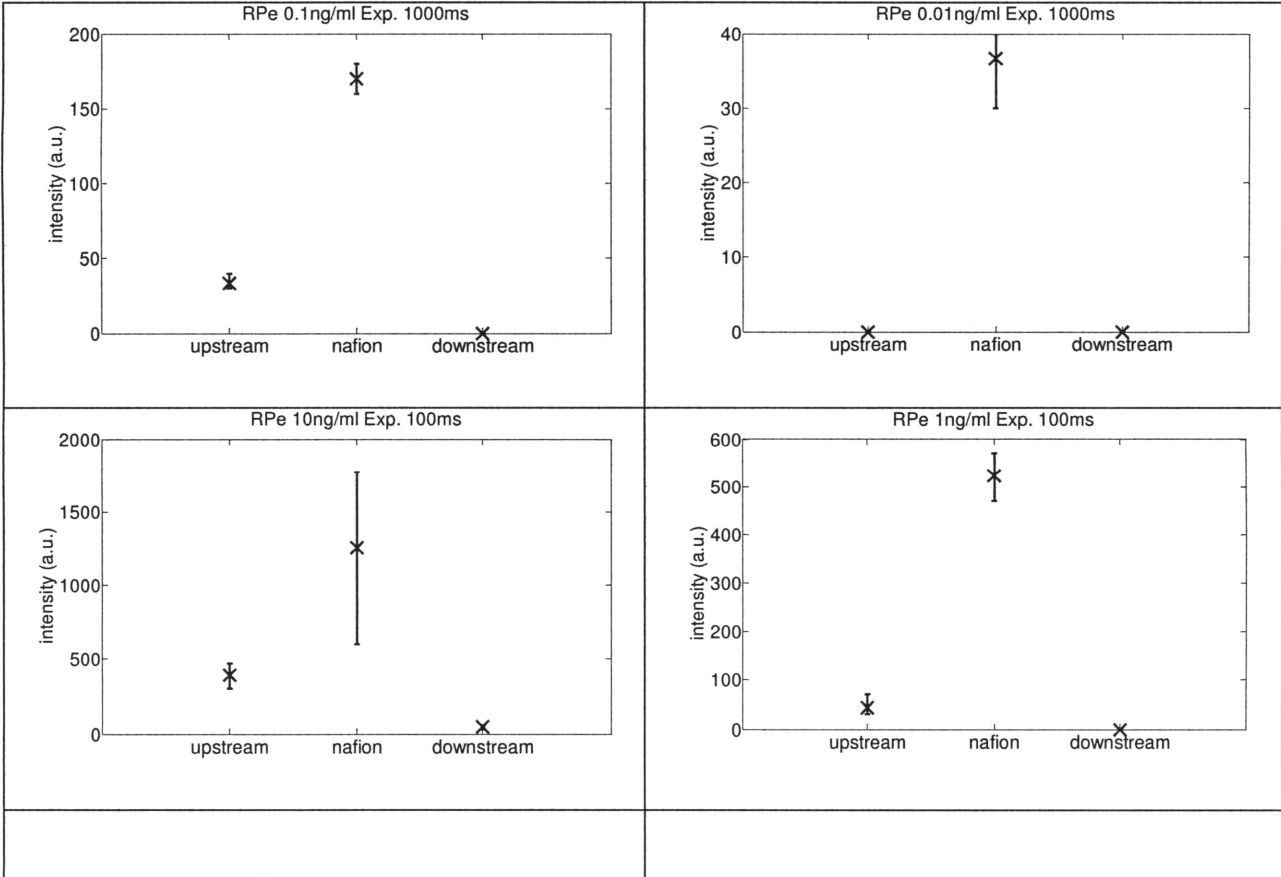 RPe 0.1ng/ml Exp. 1000ms
200
150
100
50
0
intensity (a.u.)
upstream nafion downstream
RPe 0.01ng/ml Exp. 1000ms
40
30
20
10
0
intensity (a.u.)
upstream nafion downstream
RPe 10ng/ml Exp. 100ms
2000
1500
1000
500
0
intensity (a.u.)
upstream nafion downstream
RPe 1ng/ml Exp. 100ms
600
500
400
300
200
100
0
intensity (a.u.)
upstream nafion downstream